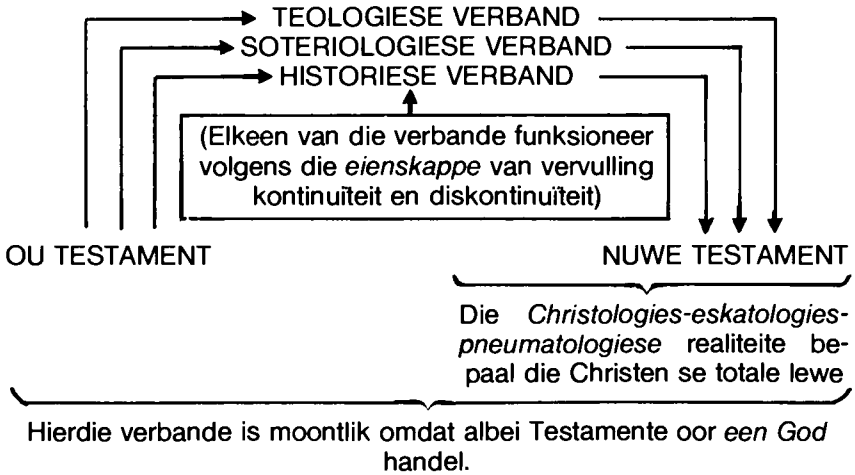 TEOLOGIESE VERBAND
SOTERIOLOGIESE VERBAND
HISTORIESE VERBAND
(Elkeen van die verbande funksioneer
volgens die eienskappe van vervulling
kontinuïteit en diskontinuïteit)
OU TESTAMENT
NUWE TESTAMENT
Die Christologies-eskatologies-
pneumatologiese realiteite be-
paal die Christen se totale lewe
Hierdie verbande is moontlik omdat albei Testamente oor een God
handel.